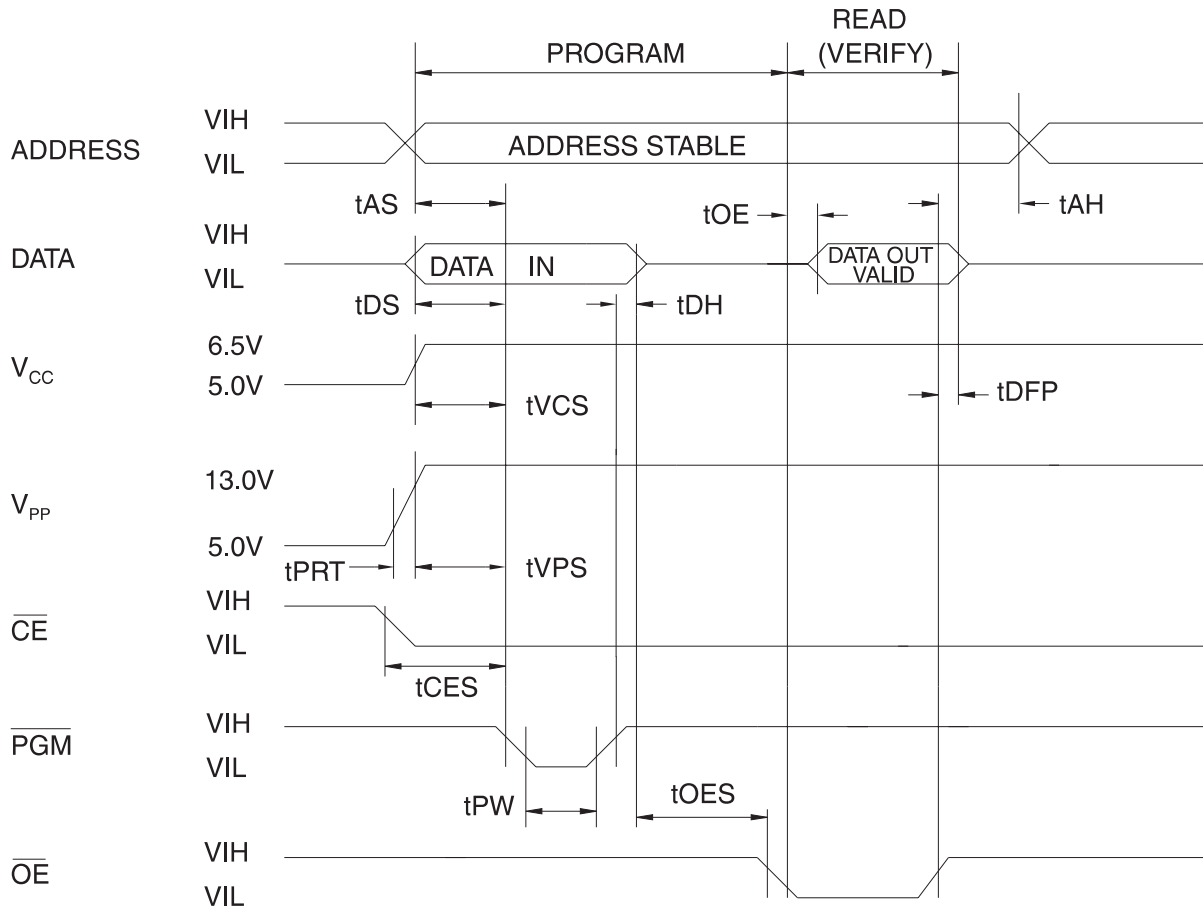 READ
PROGRAM (VERIFY)
VIH
ADDRESS ADDRESS STABLE
VIL
tAS tOE tAH
VIH
DATA DATA IN DATA OUT
VALID
VIL
tDS tDH
6.5V
VCC
5.0V
tVCS tDFP
13.0V
VPP
5.0V
tPRT tVPS
VIH
CE
VIL
tCES
VIH
PGM
VIL
tPW tOES
VIH
OE
VIL